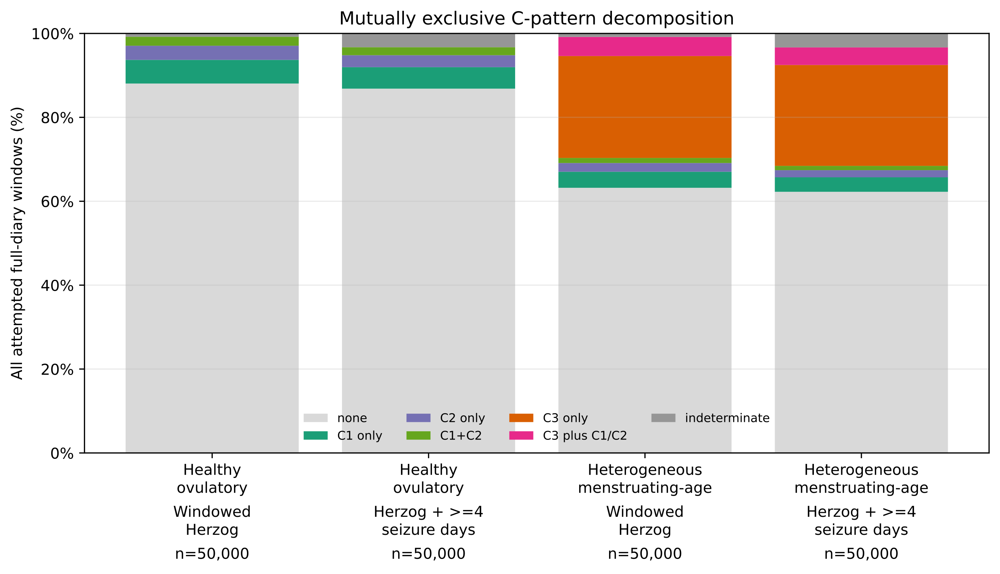 Mutually exclusive C-pattern decomposition
All attempted full-diary windows (%)
100%
80%
60%
40%
20%
0%
none
C1 only
C2 only
C1+C2
C3 only
C3 plus C1/C2
indeterminate
Healthy
ovulatory
Windowed
Herzog
n=50,000
Healthy
ovulatory
Herzog + >=4
seizure days
n=50,000
Heterogeneous
menstruating-age
Windowed
Herzog
n=50,000
Heterogeneous
menstruating-age
Herzog + >=4
seizure days
n=50,000